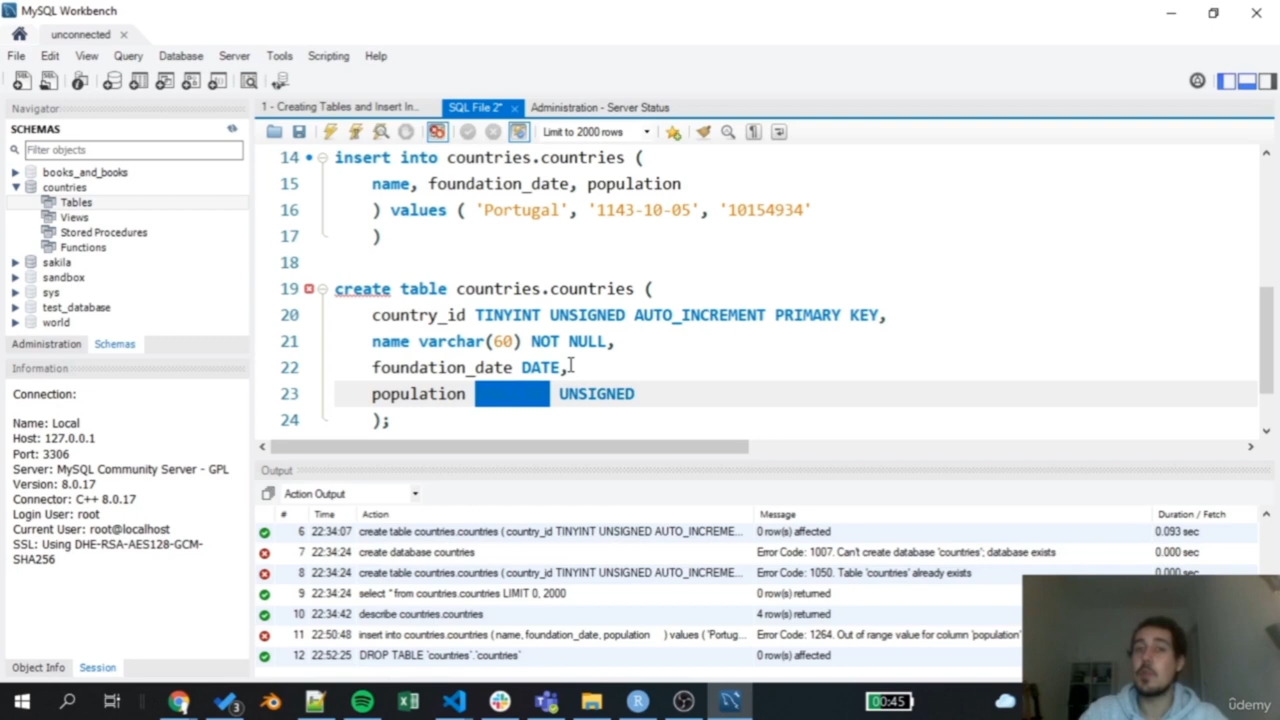 MySQL Workbench
unconnected
File Edit View Query Database Server Tools Scripting Help
Navigator
SCHEMAS
Filter objects
books_and_books
countries
Tables
Views
Stored Procedures
Functions
sakila
sandbox
sys
test_database
world
Administration Schemas
Information
Connection:
Name: Local
Host: 127.0.0.1
Port: 3306
Server: MySQL Community Server - GPL
Version: 8.0.17
Connector: C++ 8.0.17
Login User: root
Current User: root@localhost
SSL: Using DHE-RSA-AES128-GCM-
SHA256
Object Info Session
1 - Creating Tables and Insert In... SQL File 2* Administration - Server Status
Limit to 2000 rows
14 insert into countries.countries (
15 name, foundation_date, population
16 ) values ( 'Portugal', '1143-10-05', '10154934'
17 )
18
19 create table countries.countries (
20 country_id TINYINT UNSIGNED AUTO_INCREMENT PRIMARY KEY,
21 name varchar(60) NOT NULL,
22 foundation_date DATE,
23 population UNSIGNED
24 );
Output
Action Output
# Time Action Message Duration / Fetch
6 22:34:07 create table countries.countries ( country_id TINYINT UNSIGNED AUTO_INCREME... 0 row(s) affected 0.093 sec
7 22:34:24 create database countries Error Code: 1007. Can't create database 'countries'; database exists 0.000 sec
8 22:34:24 create table countries.countries ( country_id TINYINT UNSIGNED AUTO_INCREME... Error Code: 1050. Table 'countries' already exists 0.000 sec
9 22:34:24 select * from countries.countries LIMIT 0, 2000 0 row(s) returned
10 22:34:42 describe countries.countries 4 row(s) returned
11 22:50:48 insert into countries.countries ( name, foundation_date, population ) values ( 'Portug... Error Code: 1264. Out of range value for column 'population'
12 22:52:25 DROP TABLE `countries`.`countries` 0 row(s) affected
3
00:45
ûdemy